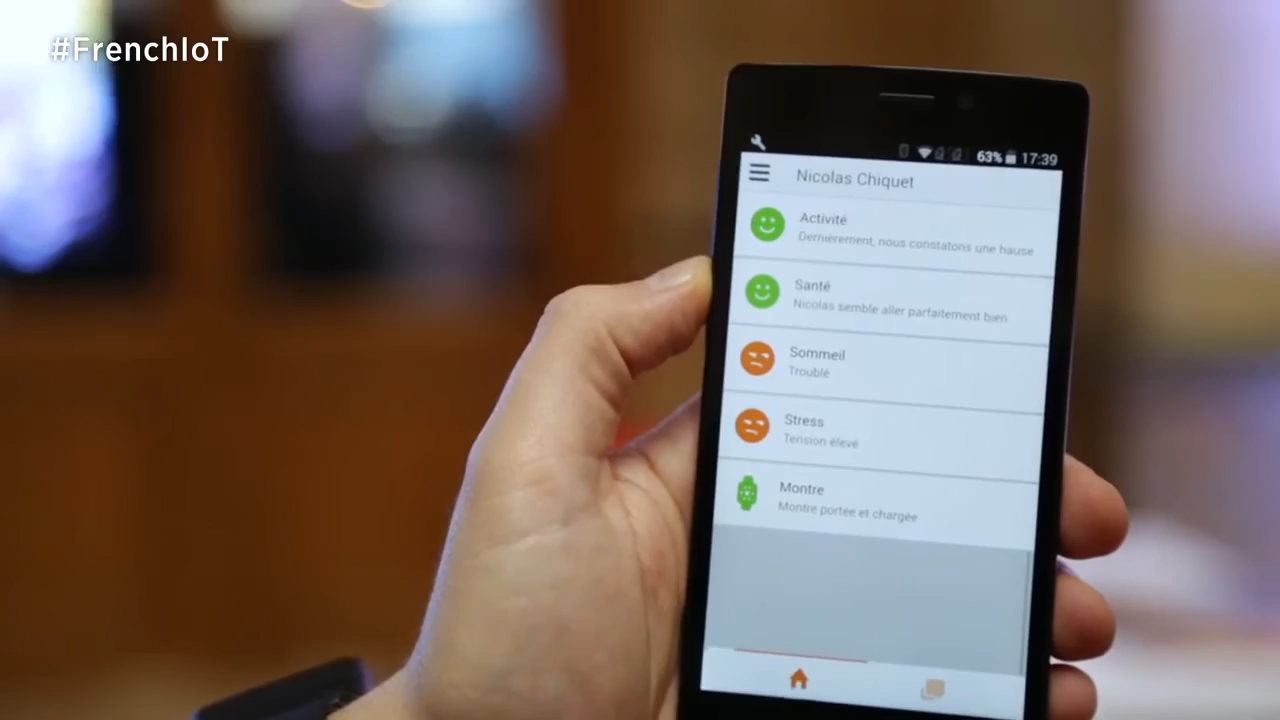 #FrenchIoT
63% 17:39
Nicolas Chiquet
Activité
Dernièrement, nous constatons une hause
Santé
Nicolas semble aller parfaitement bien
Sommeil
Troublé
Stress
Tension élevé
Montre
Montre portée et chargée